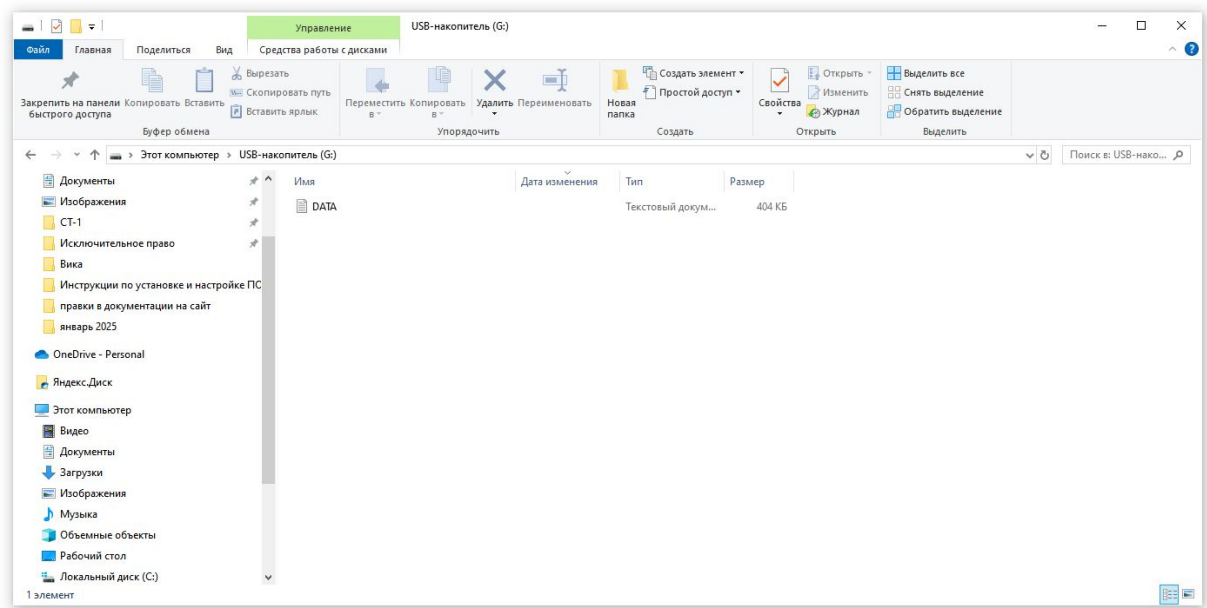 Управление
USB-накопитель (G:)
Файл Главная Поделиться Вид Средства работы с дисками
Закрепить на панели быстрого доступа
Копировать
Вставить
Вырезать
Скопировать путь
Вставить ярлык
Переместить в
Копировать в
Удалить
Переименовать
Новая папка
Создать элемент
Простой доступ
Свойства
Открыть
Изменить
Журнал
Выделить все
Снять выделение
Обратить выделение
Буфер обмена Упорядочить Создать Открыть Выделить
Этот компьютер › USB-накопитель (G:)
Поиск в: USB-нако...
Имя Дата изменения Тип Размер
DATA Текстовый докум... 404 КБ
Документы
Изображения
СТ-1
Исключительное право
Вика
Инструкции по установке и настройке ПО
правки в документации на сайт
январь 2025
OneDrive - Personal
Яндекс.Диск
Этот компьютер
Видео
Документы
Загрузки
Изображения
Музыка
Объемные объекты
Рабочий стол
Локальный диск (C:)
1 элемент